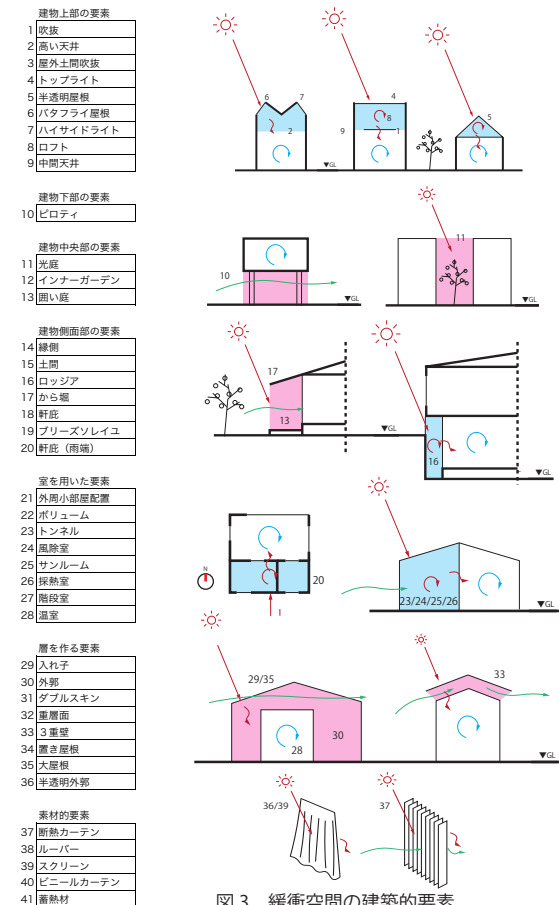 建物上部の要素
1 吹抜
2 高い天井
3 屋外土間吹抜
4 トップライト
5 半透明屋根
6 バタフライ屋根
7 ハイサイドライト
8 ロフト
9 中間天井
建物下部の要素
10 ピロティ
建物中央部の要素
11 光庭
12 インナーガーデン
13 囲い庭
建物側面部の要素
14 縁側
15 土間
16 ロッジア
17 から堀
18 軒庇
19 ブリーズソレイユ
20 軒庇（雨端）
室を用いた要素
21 外周小部屋配置
22 ボリューム
23 トンネル
24 風除室
25 サンルーム
26 採熱室
27 階段室
28 温室
層を作る要素
29 入れ子
30 外郭
31 ダブルスキン
32 重層面
33 ３重壁
34 置き屋根
35 大屋根
36 半透明外郭
素材的要素
37 断熱カーテン
38 ルーバー
39 スクリーン
40 ビニールカーテン
41 蓄熱材
6 7
2
4
8
9 1
5
▼GL
10
▼GL
11
▼GL
17
13
▼GL
16
▼GL
N
20
23/24/25/26
▼GL
29/35
30
28
33
▼GL
36/39
37
図 3 緩衝空間の建築的要素